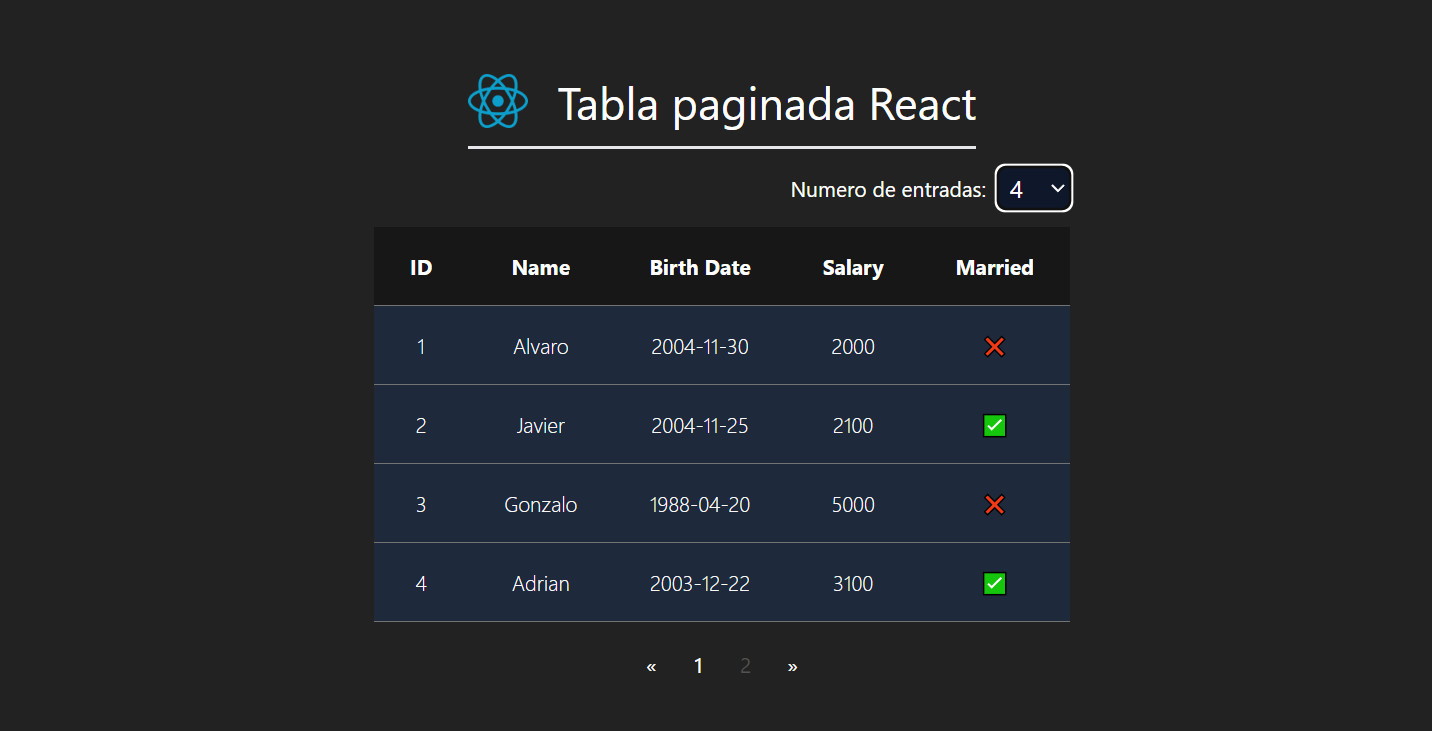 Tabla paginada React
Numero de entradas: 4
ID Name Birth Date Salary Married
1 Alvaro 2004-11-30 2000 ❌
2 Javier 2004-11-25 2100 ✅
3 Gonzalo 1988-04-20 5000 ❌
4 Adrian 2003-12-22 3100 ✅
« 1 2 »